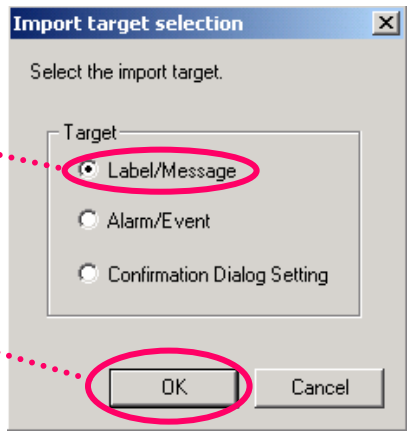 Import target selection
Select the import target.
Target
Label/Message
Alarm/Event
Confirmation Dialog Setting
OK Cancel